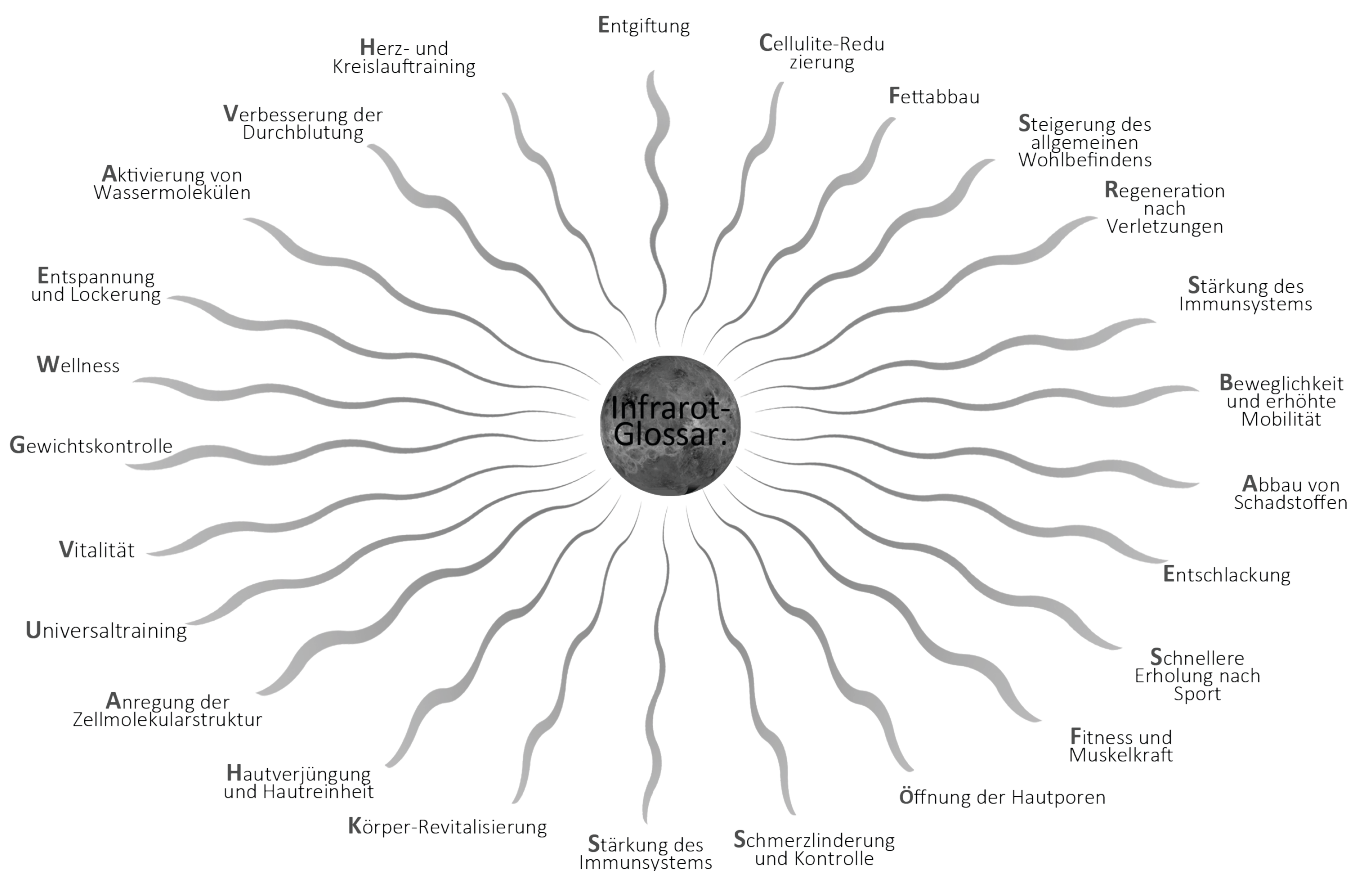 Infrarot-
Glossar:
Entgiftung
Cellulite-Redu
zierung
Fettabbau
Steigerung des
allgemeinen
Wohlbefindens
Regeneration
nach
Verletzungen
Stärkung des
Immunsystems
Beweglichkeit
und erhöhte
Mobilität
Abbau von
Schadstoffen
Entschlackung
Schnellere
Erholung nach
Sport
Fitness und
Muskelkraft
Öffnung der Hautporen
Schmerzlinderung
und Kontrolle
Stärkung des
Immunsystems
Körper-Revitalisierung
Hautverjüngung
und Hautreinheit
Anregung der
Zellmolekularstruktur
Universaltraining
Vitalität
Gewichtskontrolle
Wellness
Entspannung
und Lockerung
Aktivierung von
Wassermolekülen
Verbesserung der
Durchblutung
Herz- und
Kreislauftraining